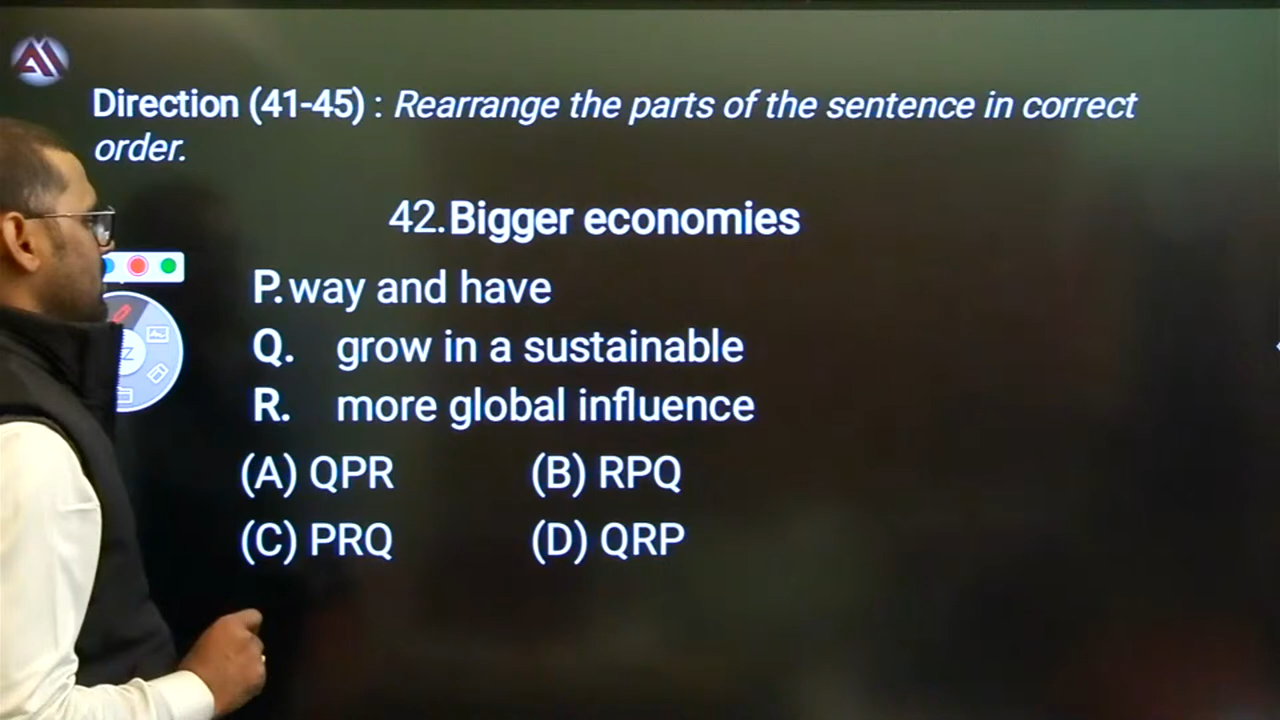 Direction (41-45) : Rearrange the parts of the sentence in correct
order.
42.Bigger economies
P.way and have
Q. grow in a sustainable
R. more global influence
(A) QPR (B) RPQ
(C) PRQ (D) QRP